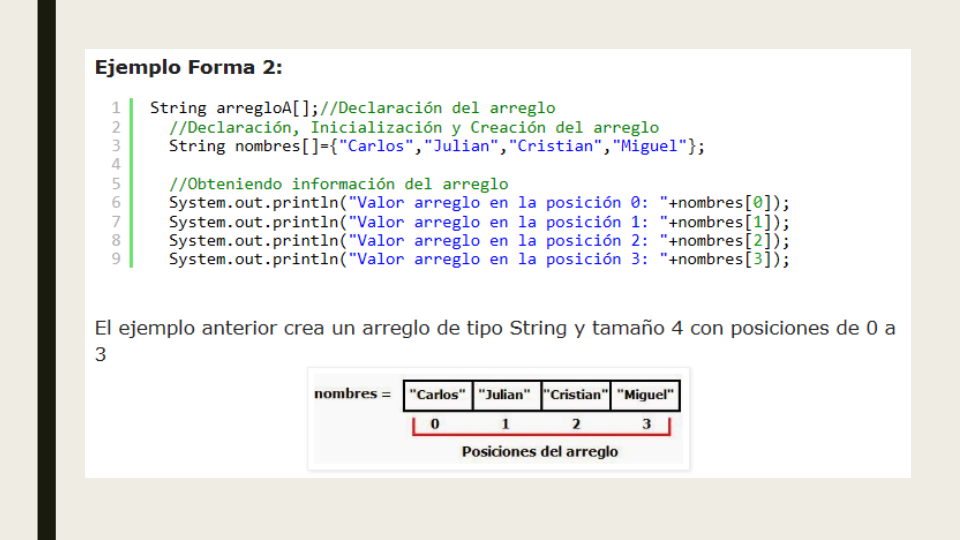 Ejemplo Forma 2:
1 String arregloA[];//Declaración del arreglo
2 //Declaración, Inicialización y Creación del arreglo
3 String nombres[]={"Carlos","Julian","Cristian","Miguel"};
4
5 //Obteniendo información del arreglo
6 System.out.println("Valor arreglo en la posición 0: "+nombres[0]);
7 System.out.println("Valor arreglo en la posición 1: "+nombres[1]);
8 System.out.println("Valor arreglo en la posición 2: "+nombres[2]);
9 System.out.println("Valor arreglo en la posición 3: "+nombres[3]);
El ejemplo anterior crea un arreglo de tipo String y tamaño 4 con posiciones de 0 a
3
nombres = "Carlos" "Julian" "Cristian" "Miguel"
0 1 2 3
Posiciones del arreglo